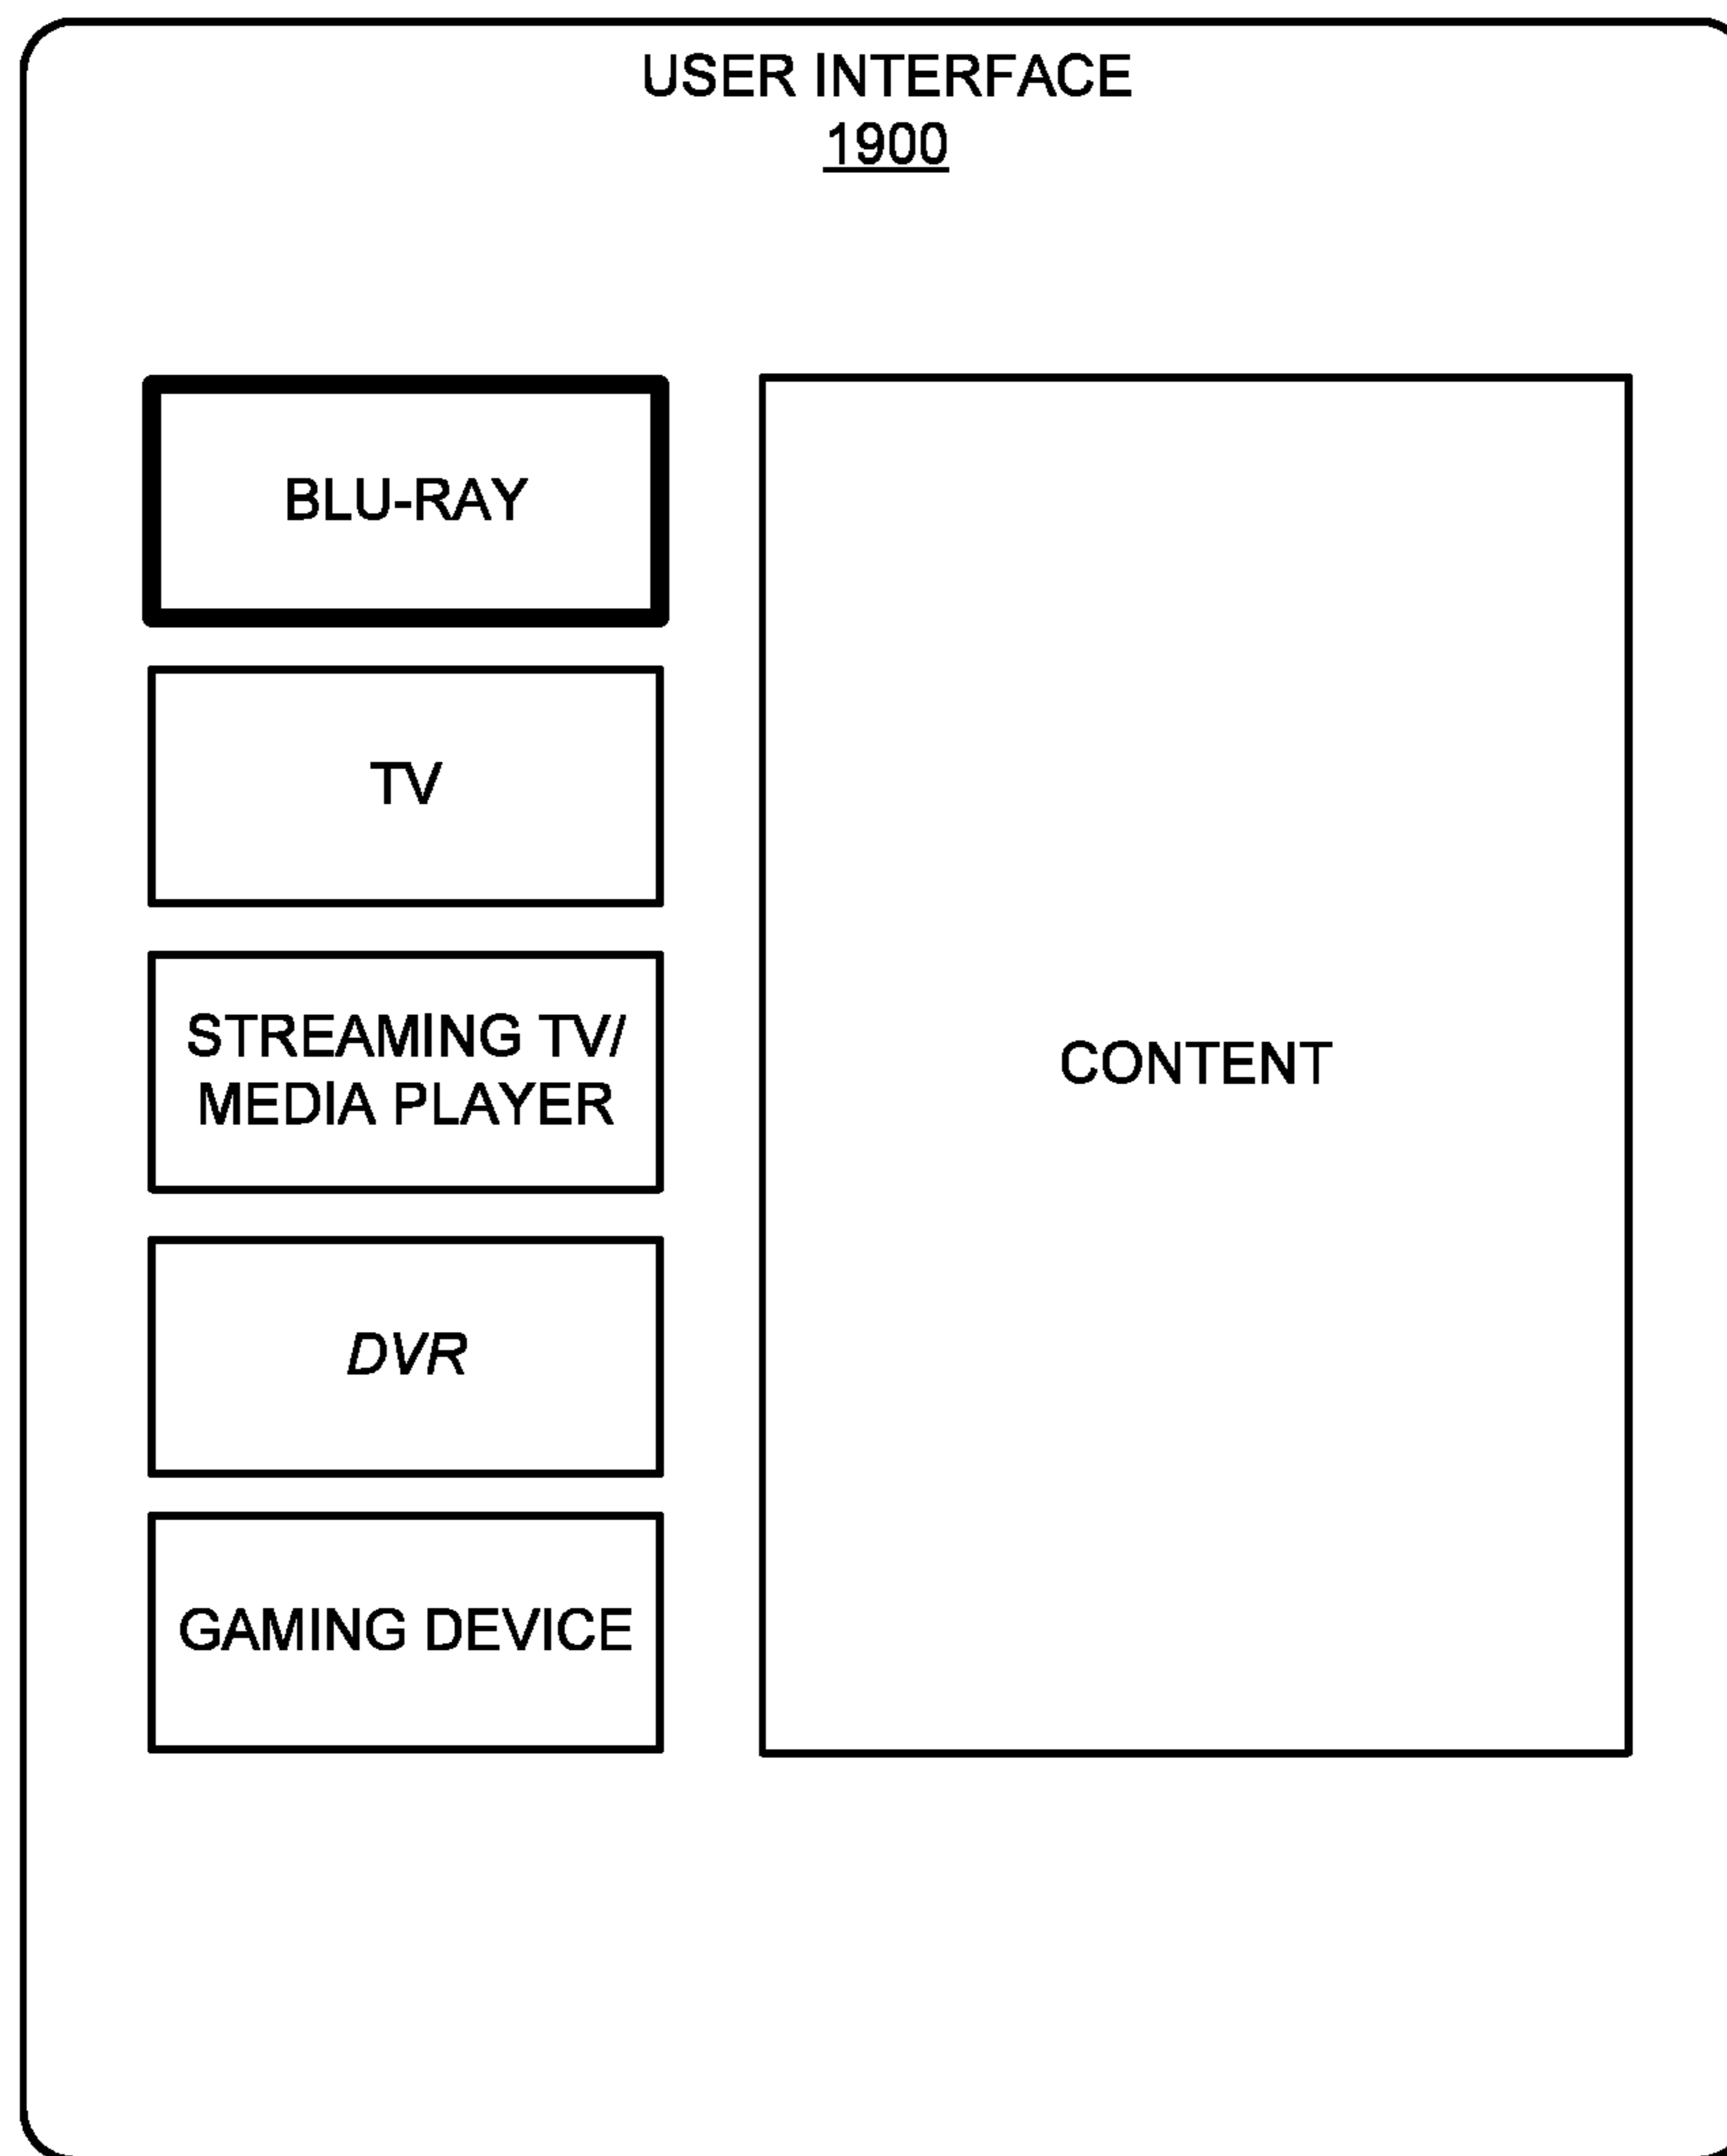 USER INTERFACE
1900
BLU-RAY
TV
STREAMING TV/
MEDIA PLAYER
DVR
GAMING DEVICE
CONTENT